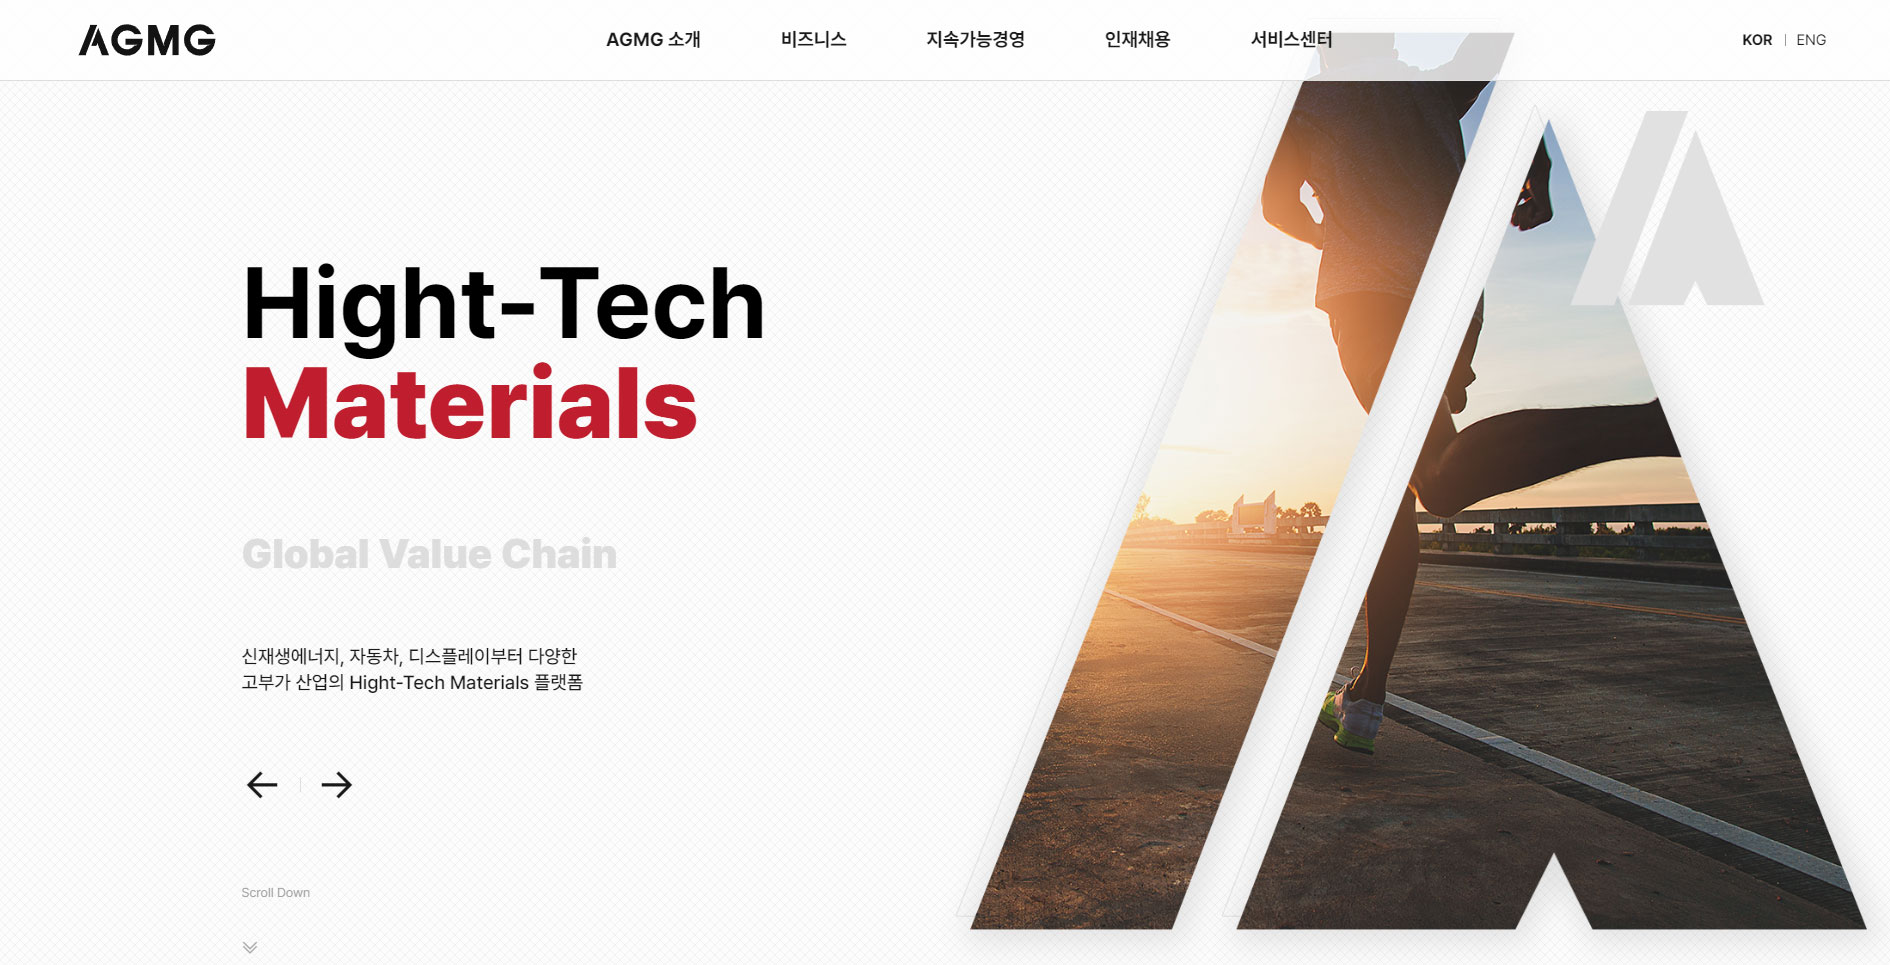 AGMG
AGMG 소개
비즈니스
지속가능경영
인재채용
서비스센터
KOR
ENG
Hight-Tech
Materials
Global Value Chain
신재생에너지, 자동차, 디스플레이부터 다양한
고부가 산업의 Hight-Tech Materials 플랫폼
Scroll Down